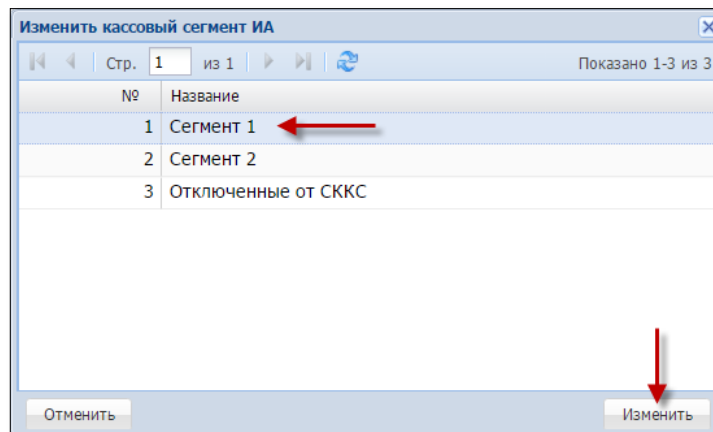 Изменить кассовый сегмент ИА
Стр. 1 из 1 Показано 1-3 из 3
№ Название
1 Сегмент 1
2 Сегмент 2
3 Отключенные от СККС
Отменить Изменить